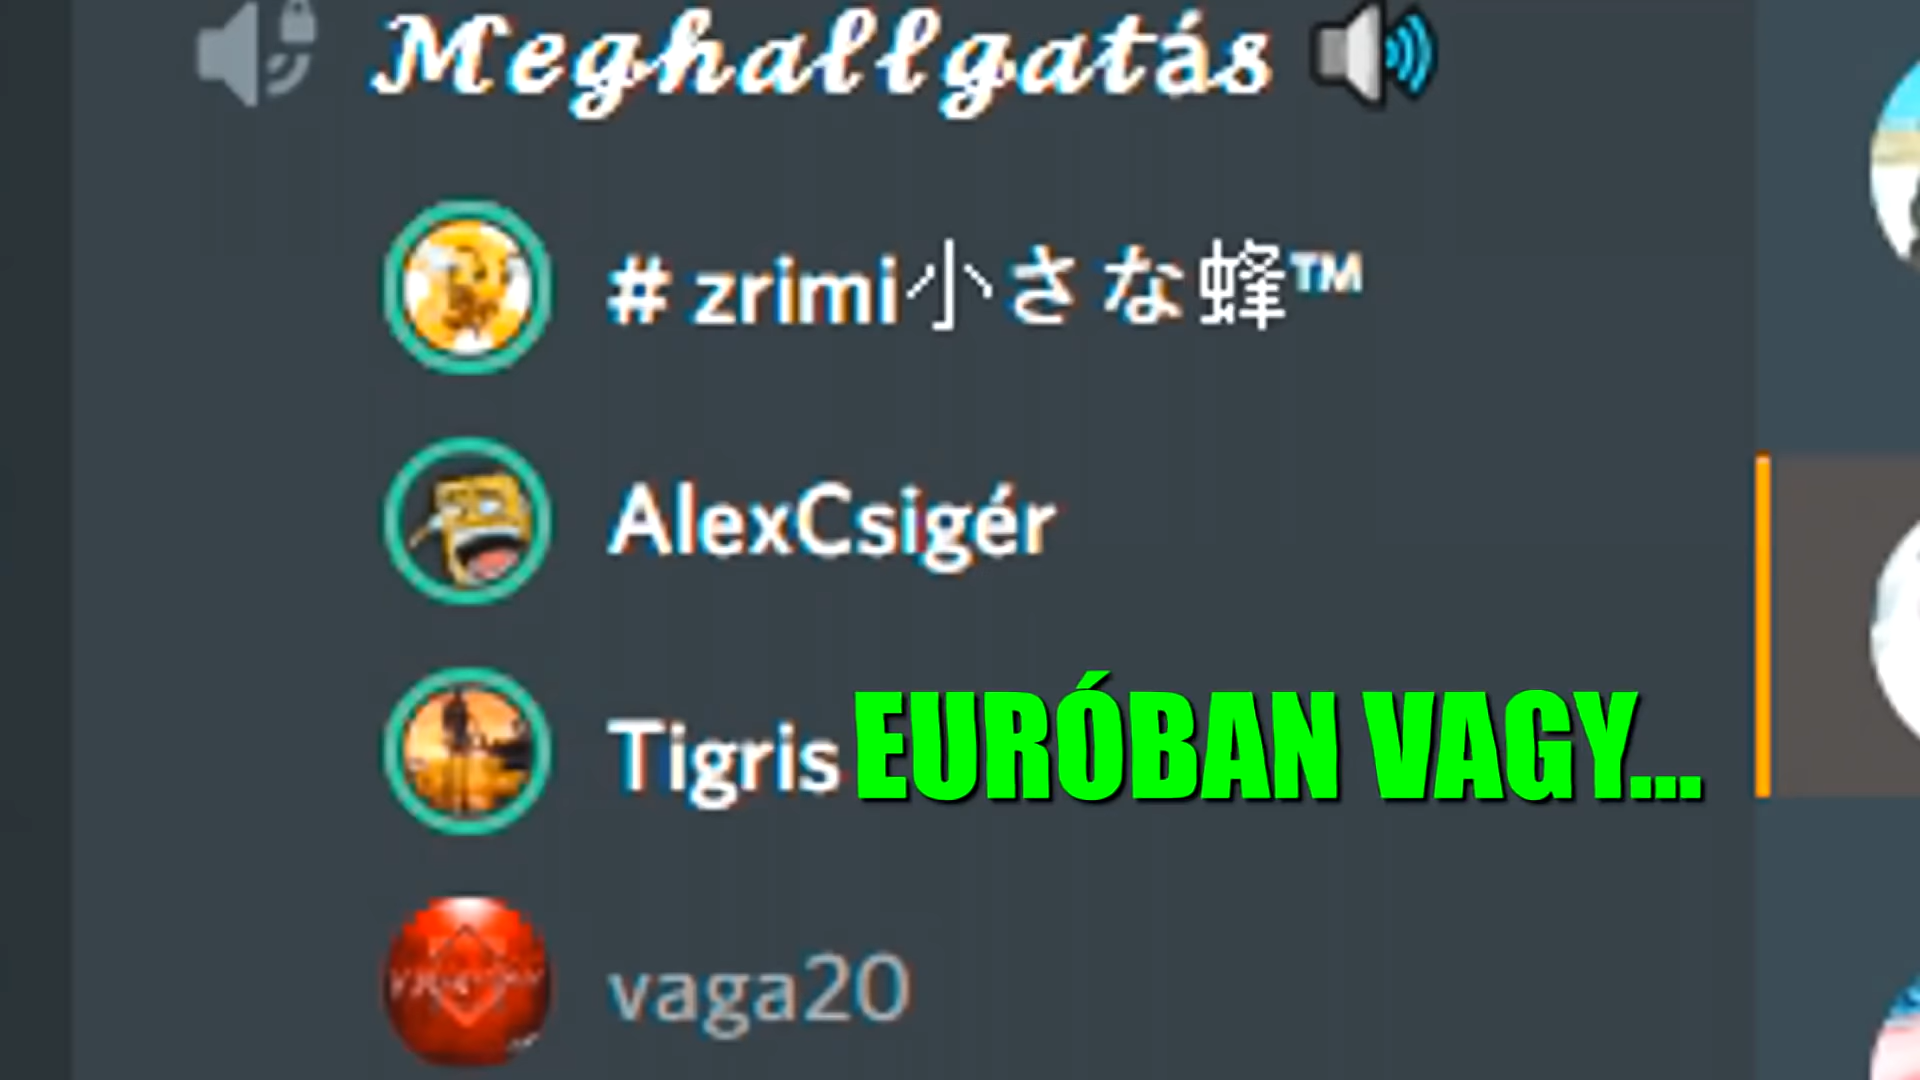 Meghallgatás 🔊
# zrimi小さな蜂™
AlexCsigér
Tigris EURÓBAN VAGY...
vaga20